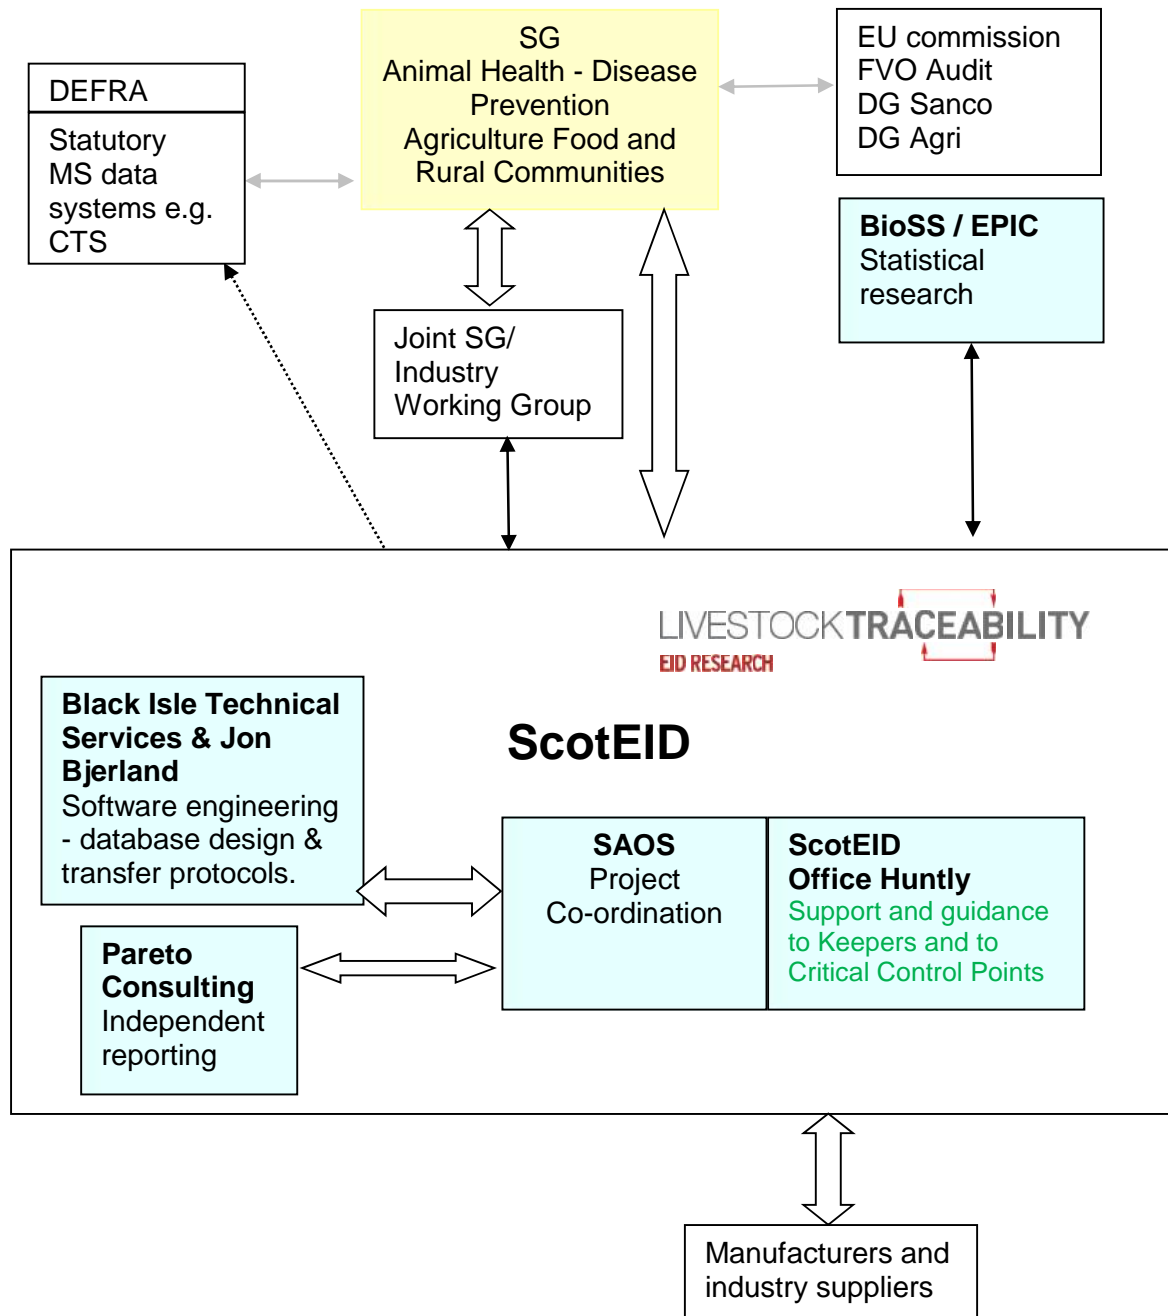 SG
Animal Health - Disease
Prevention
Agriculture Food and
Rural Communities
EU commission
FVO Audit
DG Sanco
DG Agri
DEFRA
Statutory
MS data
systems e.g.
CTS
BioSS / EPIC
Statistical
research
Joint SG/
Industry
Working Group
LIVESTOCKTRACEABILITY
EID RESEARCH
ScotEID
Black Isle Technical
Services & Jon
Bjerland
Software engineering
- database design &
transfer protocols.
SAOS
Project
Co-ordination
ScotEID
Office Huntly
Support and guidance
to Keepers and to
Critical Control Points
Pareto
Consulting
Independent
reporting
Manufacturers and
industry suppliers